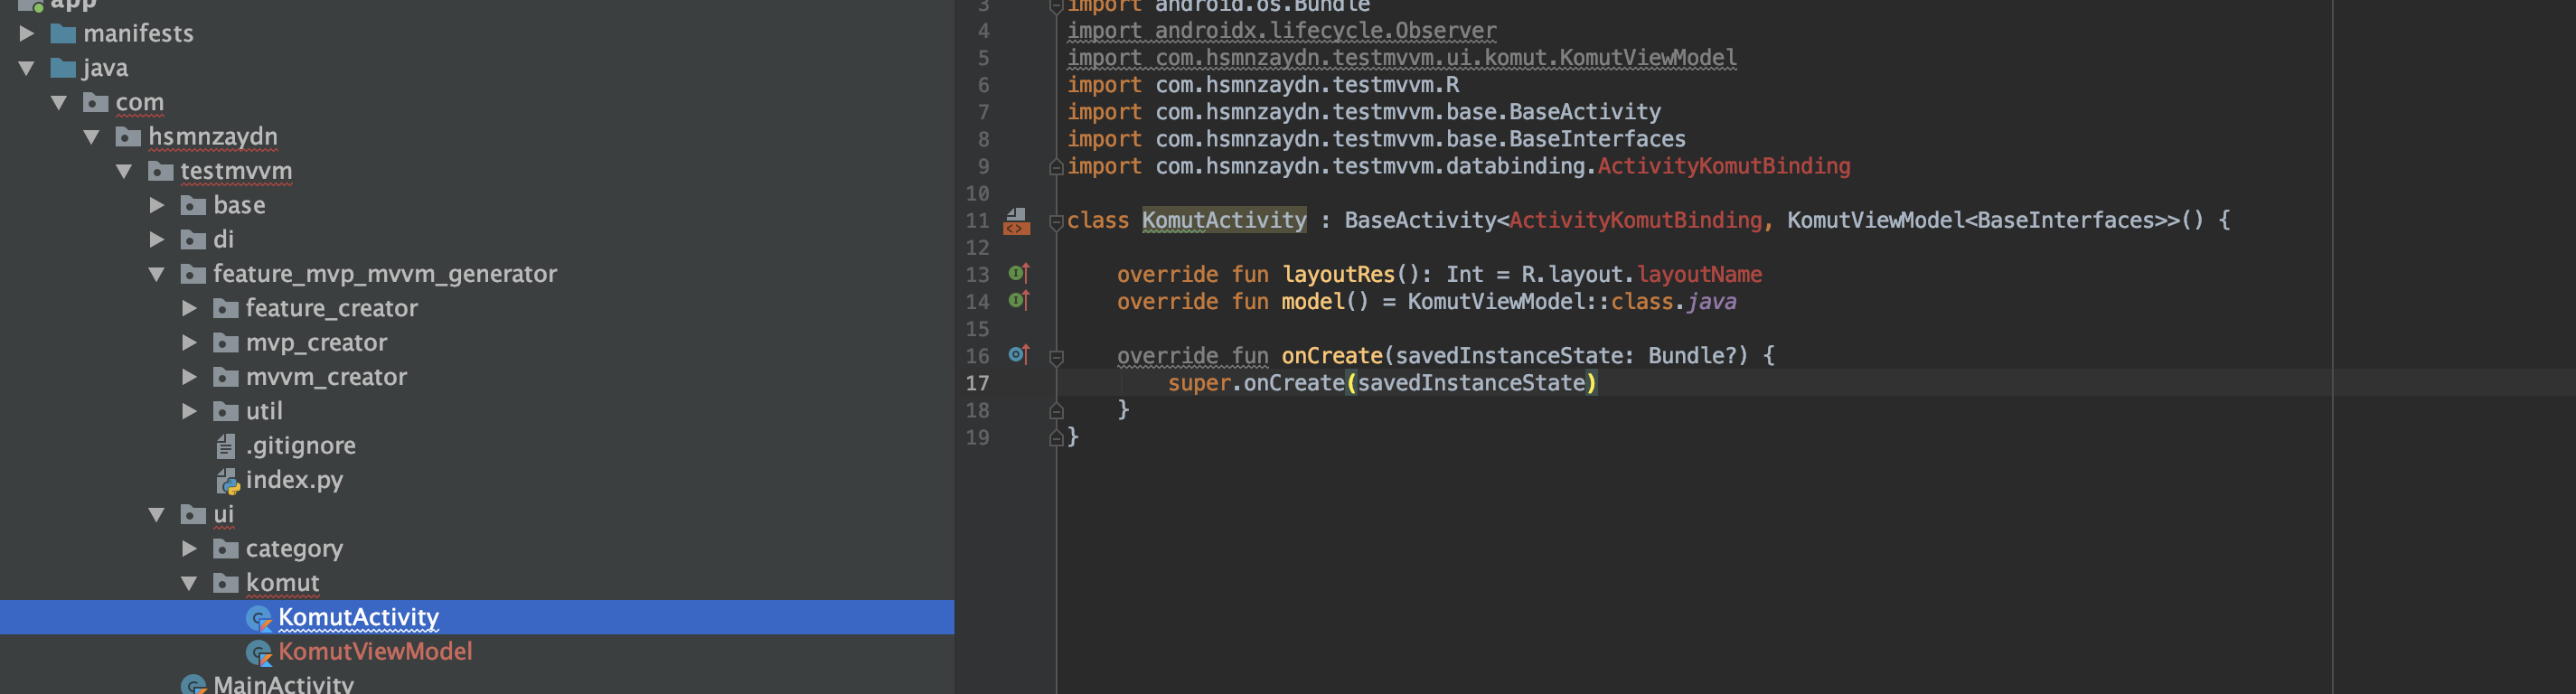 app
manifests
java
com
hsmnzaydn
testmvvm
base
di
feature_mvp_mvvm_generator
feature_creator
mvp_creator
mvvm_creator
util
.gitignore
index.py
ui
category
komut
KomutActivity
KomutViewModel
MainActivity
3 import android.os.Bundle
4 import androidx.lifecycle.Observer
5 import com.hsmnzaydn.testmvvm.ui.komut.KomutViewModel
6 import com.hsmnzaydn.testmvvm.R
7 import com.hsmnzaydn.testmvvm.base.BaseActivity
8 import com.hsmnzaydn.testmvvm.base.BaseInterfaces
9 import com.hsmnzaydn.testmvvm.databinding.ActivityKomutBinding
10
11 class KomutActivity : BaseActivity<ActivityKomutBinding, KomutViewModel<BaseInterfaces>>() {
12
13 override fun layoutRes(): Int = R.layout.layoutName
14 override fun model() = KomutViewModel::class.java
15
16 override fun onCreate(savedInstanceState: Bundle?) {
17 super.onCreate(savedInstanceState)
18 }
19 }